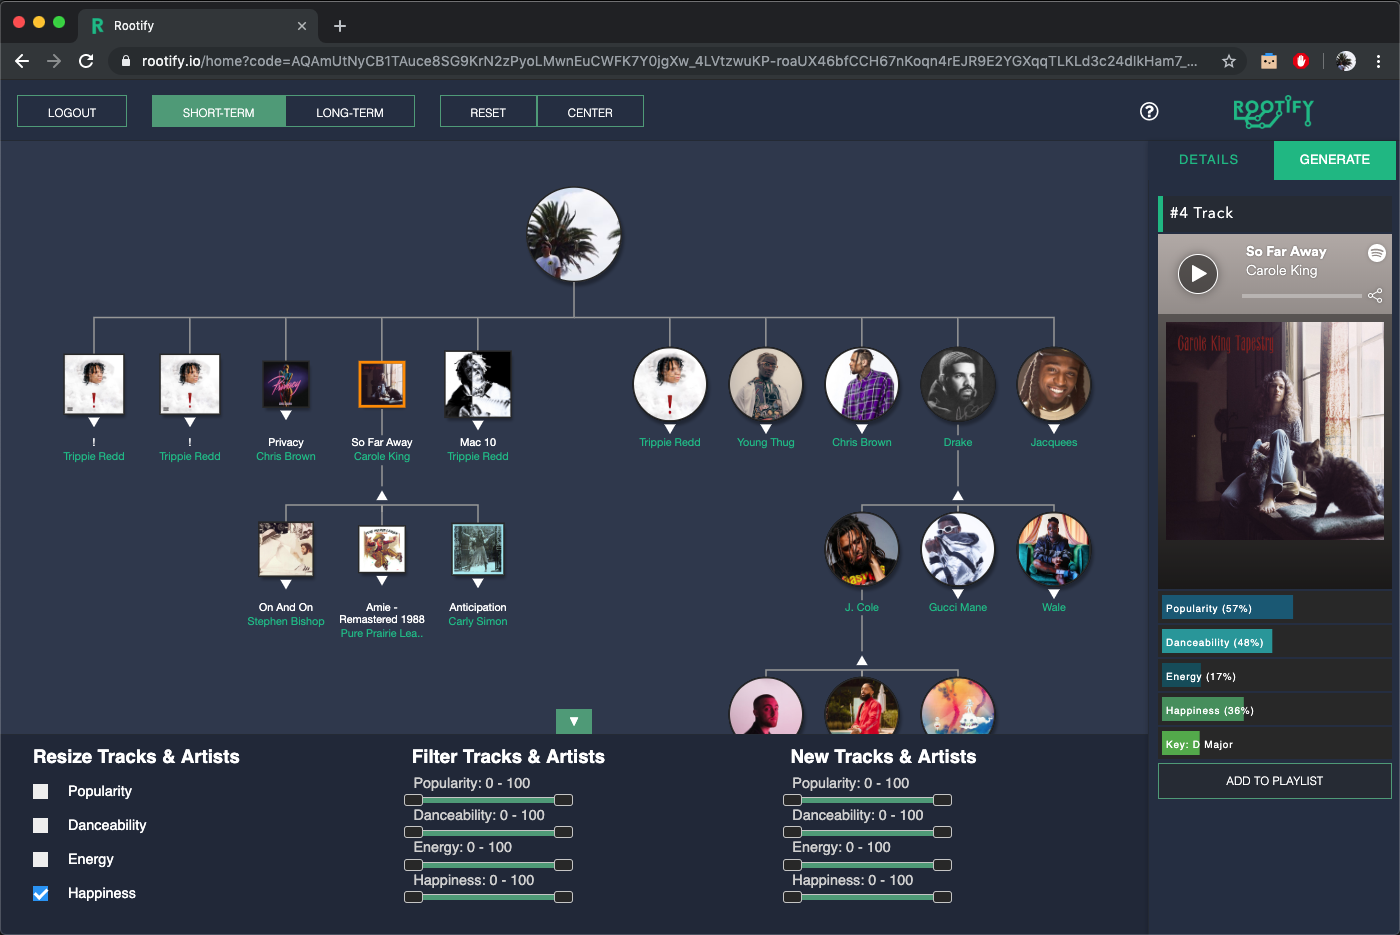 Rootify
rootify.io/home?code=AQAmUtNyCB1TAuce8SG9KrN2zPyoLMwnEuCWFK7Y0jgXw_4LVtzwuKP-roaUX46bfCCH67nKoqn4rEJR9E2YGXqqTLKLd3c24dlkHam7_...
LOGOUT
SHORT-TERM
LONG-TERM
RESET
CENTER
ROOTIFY
DETAILS
GENERATE
#4 Track
So Far Away
Carole King
Carole King Tapestry
!
Trippie Redd
!
Trippie Redd
Privacy
Privacy
Chris Brown
So Far Away
Carole King
Mac 10
Trippie Redd
Trippie Redd
Young Thug
Chris Brown
Drake
Jacquees
On And On
Stephen Bishop
Amie -
Remastered 1988
Pure Prairie Lea..
Anticipation
Carly Simon
J. Cole
Gucci Mane
Wale
Popularity (57%)
Danceability (48%)
Energy (17%)
Happiness (36%)
Key: D Major
ADD TO PLAYLIST
Resize Tracks & Artists
Popularity
Danceability
Energy
Happiness
Filter Tracks & Artists
Popularity: 0 - 100
Danceability: 0 - 100
Energy: 0 - 100
Happiness: 0 - 100
New Tracks & Artists
Popularity: 0 - 100
Danceability: 0 - 100
Energy: 0 - 100
Happiness: 0 - 100